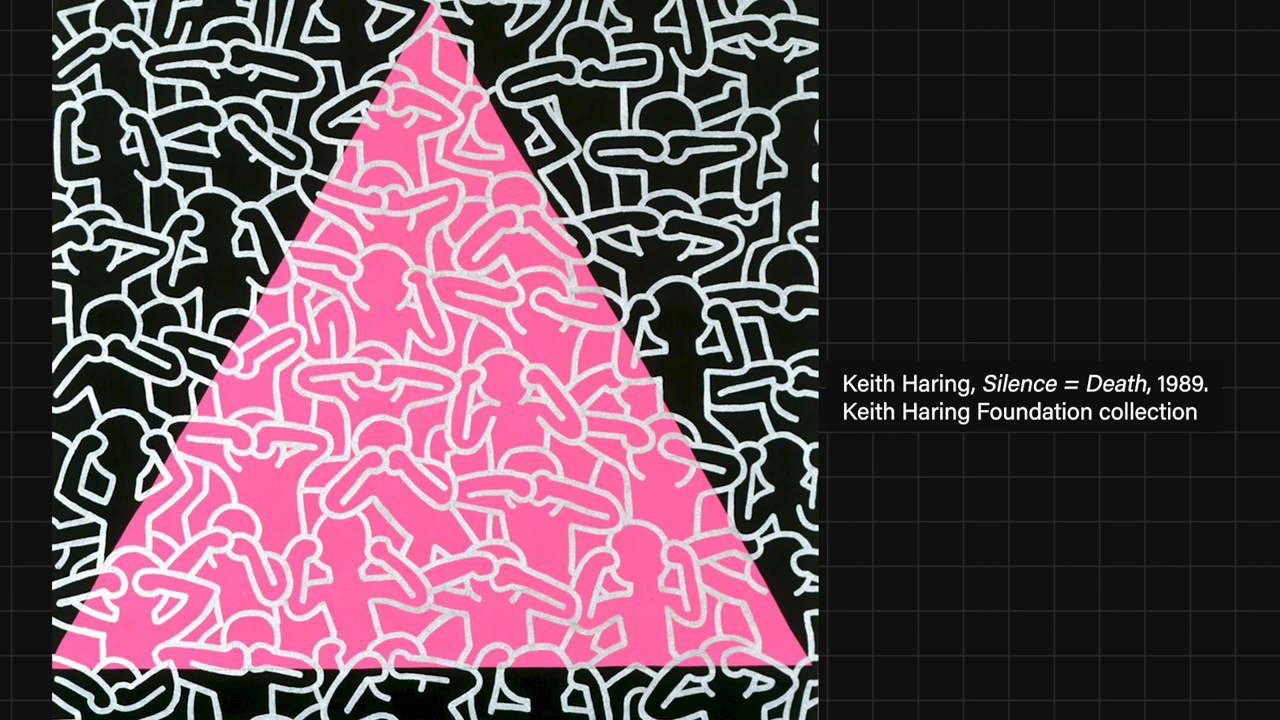 Keith Haring, Silence = Death, 1989.
Keith Haring Foundation collection